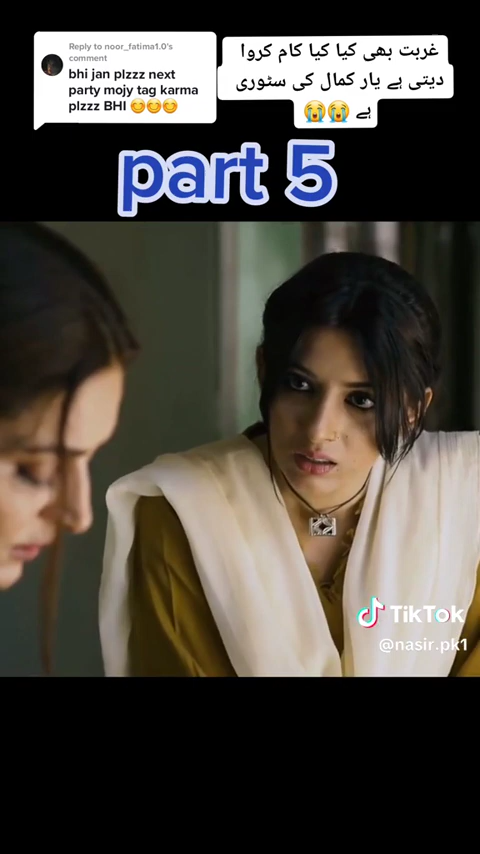 Reply to noor_fatima1.0's
comment
bhi jan plzzz next
party mojy tag karma
plzzz BHI 😊😊😊
غربت بھی کیا کیا کام کروا
دیتی ہے یار کمال کی سٹوری
ہے 😭😭
part 5
TikTok
@nasir.pk1